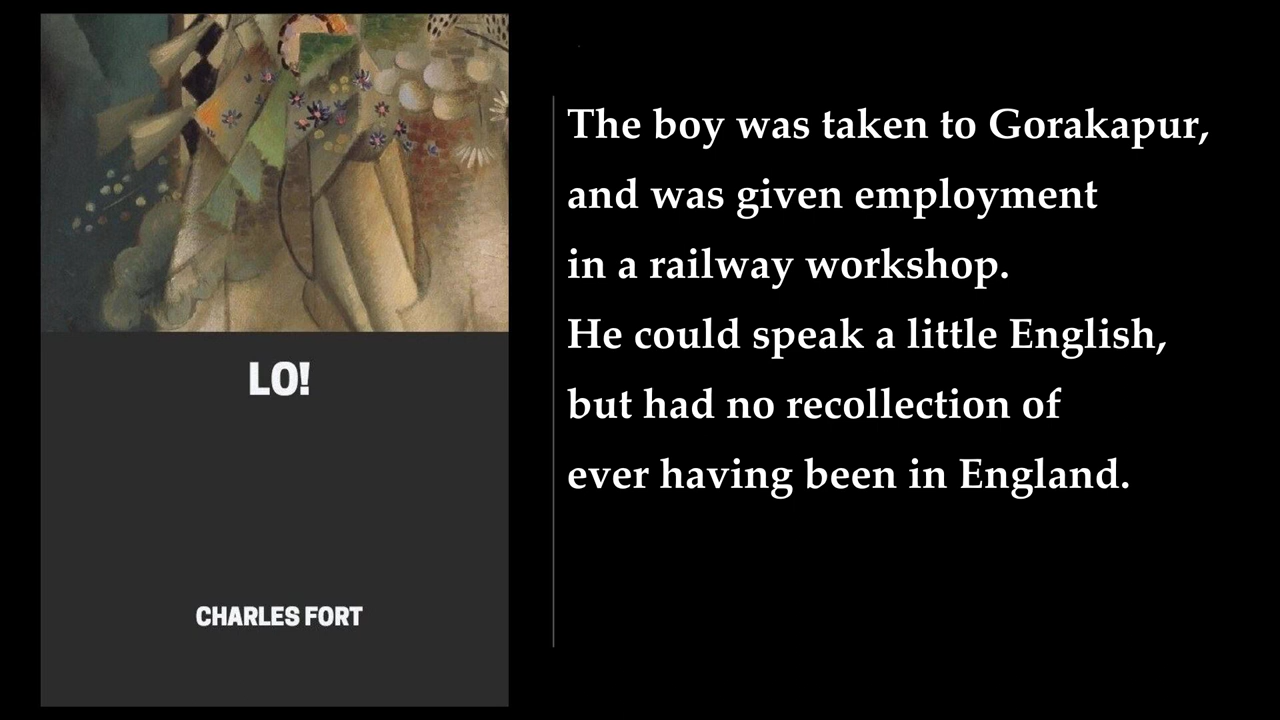 LO!
CHARLES FORT
The boy was taken to Gorakapur,
and was given employment
in a railway workshop.
He could speak a little English,
but had no recollection of
ever having been in England.